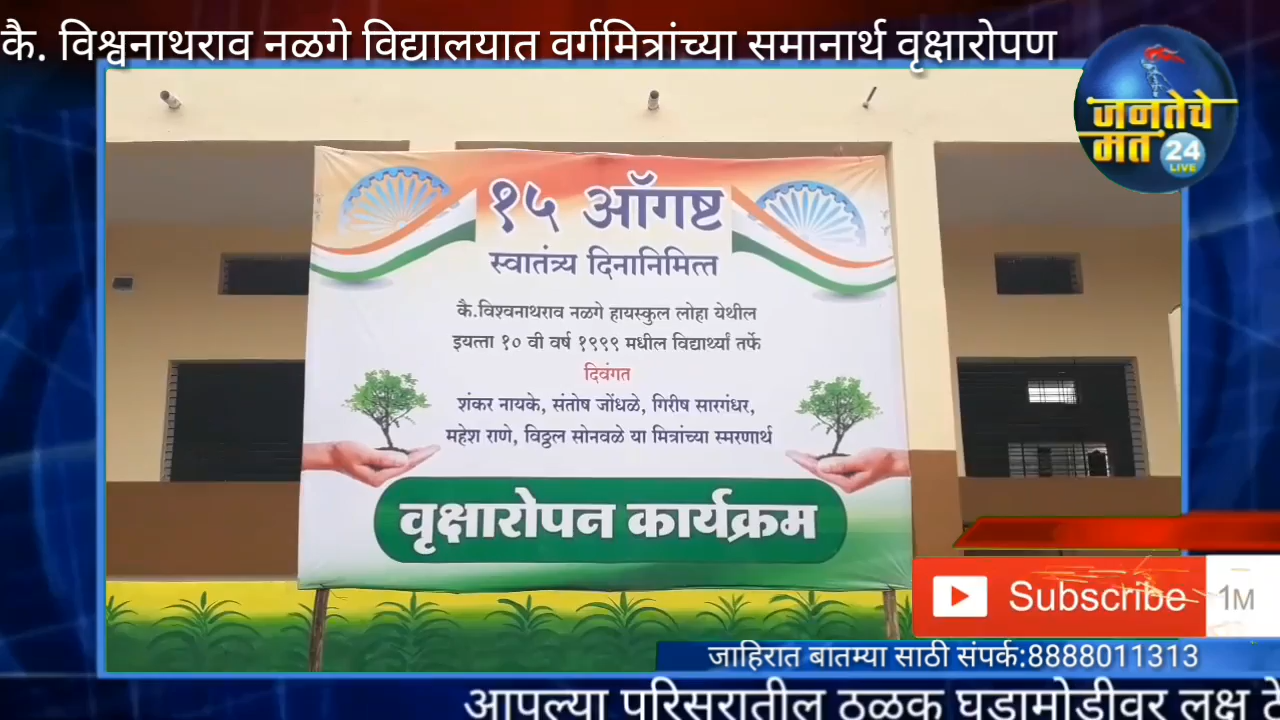 कै. विश्वनाथराव नळगे विद्यालयात वर्गमित्रांच्या समानार्थ वृक्षारोपण
जनतेचे
मत 24
LIVE
१५ ऑगष्ट
स्वातंत्र्य दिनानिमित्त
कै.विश्वनाथराव नळगे हायस्कुल लोहा येथील
इयत्ता १० वी वर्ष १९९९ मधील विद्यार्थ्यां तर्फे
दिवंगत
शंकर नायके, संतोष जोंधळे, गिरीष सारगंधर,
महेश राणे, विठ्ठल सोनवळे या मित्रांच्या स्मरणार्थ
वृक्षारोपन कार्यक्रम
Subscribe 1M
जाहिरात बातम्या साठी संपर्क:8888011313
आपल्या परिसरातील ठळक घडामोडीवर लक्ष